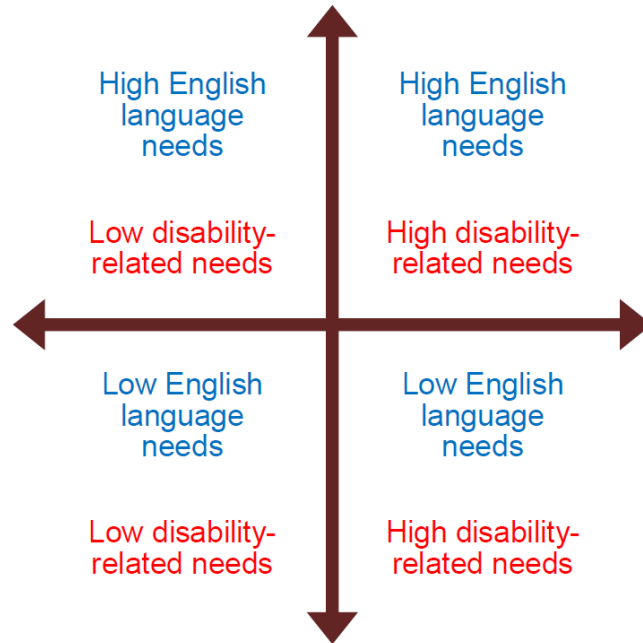 High English
language
needs
Low disability-
related needs
High English
language
needs
High disability-
related needs
Low English
language
needs
Low disability-
related needs
Low English
language
needs
High disability-
related needs